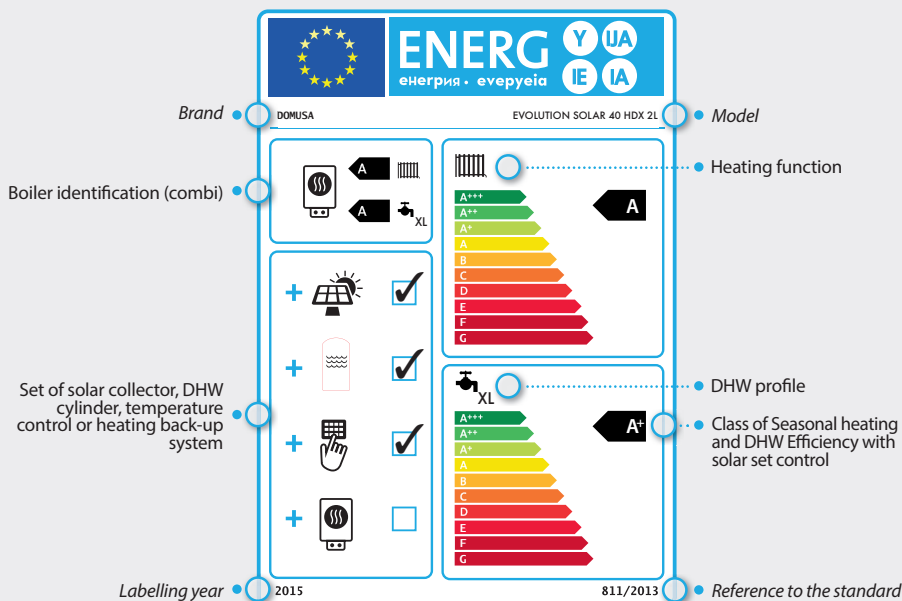 ENERG
енергия · ενεργεια
Y IJA
IE IA
Brand
DOMUSA
EVOLUTION SOLAR 40 HDX 2L
Model
Boiler identification (combi)
A
A
XL
Heating function
A+++
A++
A+
A
B
C
D
E
F
G
A
+
+
+
+
Set of solar collector, DHW
cylinder, temperature
control or heating back-up
system
XL
DHW profile
A+++
A++
A+
A
B
C
D
E
F
G
A+
Class of Seasonal heating
and DHW Efficiency with
solar set control
Labelling year
2015
811/2013
Reference to the standard